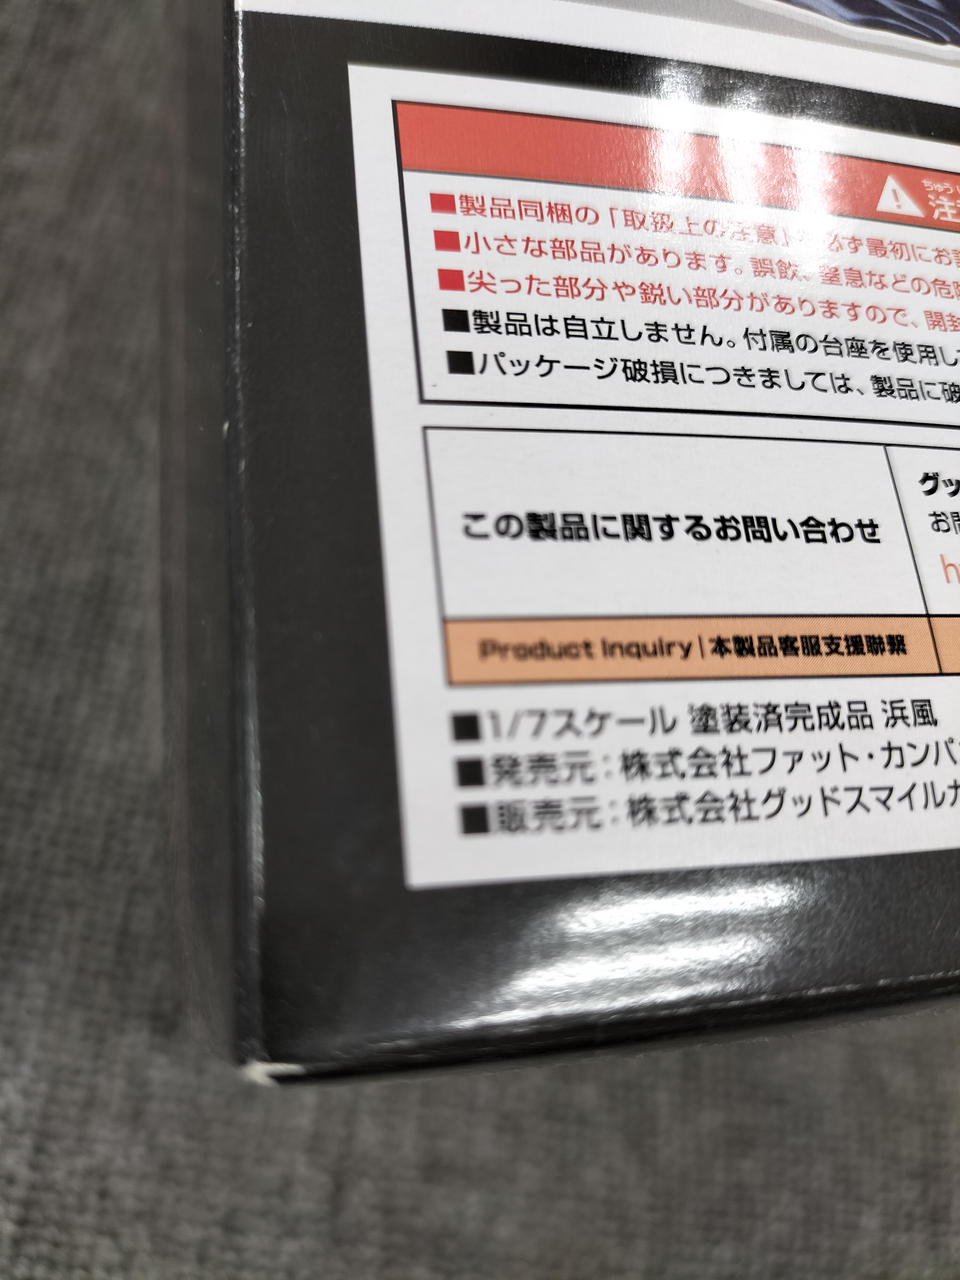 ちゅう
注
■製品同梱の「取扱上の注意」を必ず最初にお
■小さな部品があります。誤飲、窒息などの危険
■尖った部分や鋭い部分がありますので、開封
■製品は自立しません。付属の台座を使用し
■パッケージ破損につきましては、製品に破
この製品に関するお問い合わせ
グッ
お問
h
Product Inquiry|本製品客服支援聯繫
■1/7スケール 塗装済完成品 浜風
■発売元：株式会社ファット・カンパ
■販売元：株式会社グッドスマイルカ